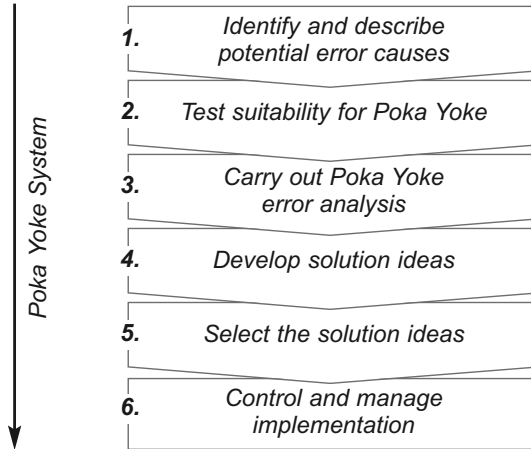 Poka Yoke System
1. Identify and describe
potential error causes
2. Test suitability for Poka Yoke
3. Carry out Poka Yoke
error analysis
4. Develop solution ideas
5. Select the solution ideas
6. Control and manage
implementation